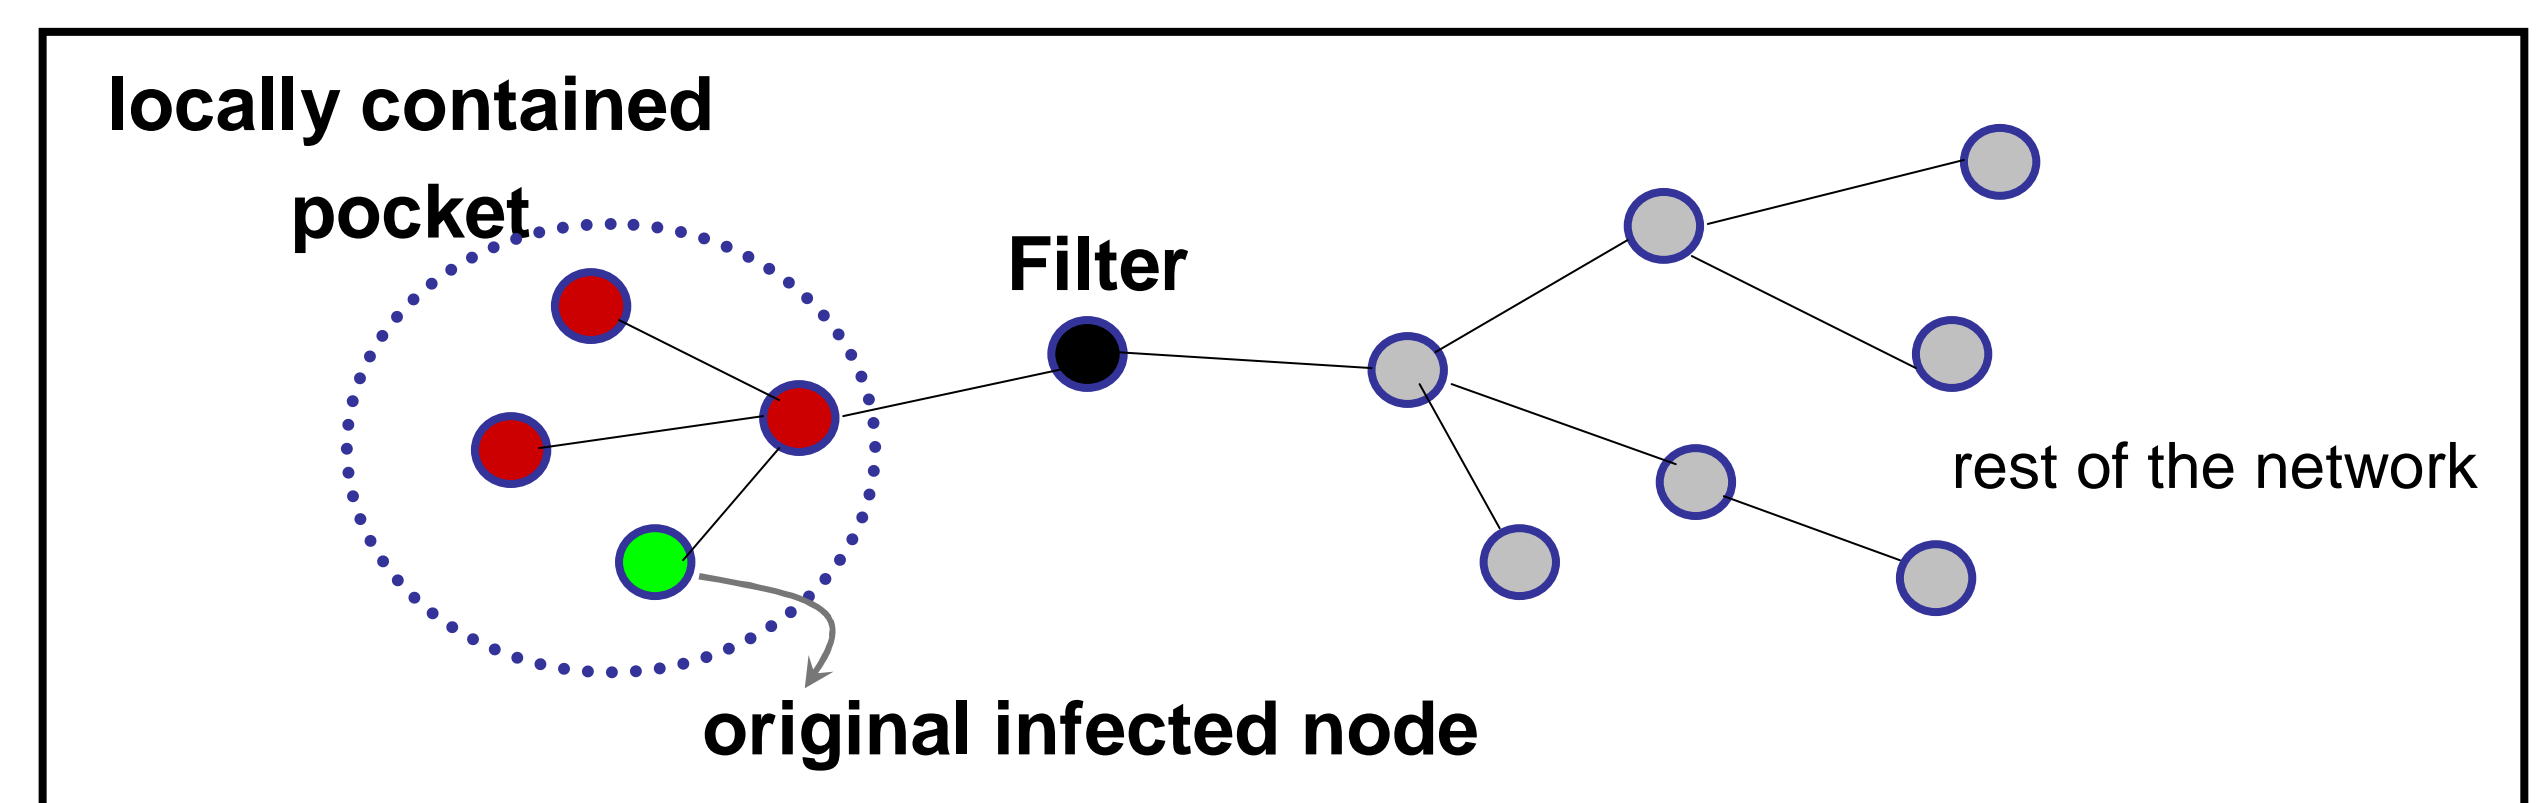 locally contained
pocket
Filter
rest of the network
original infected node